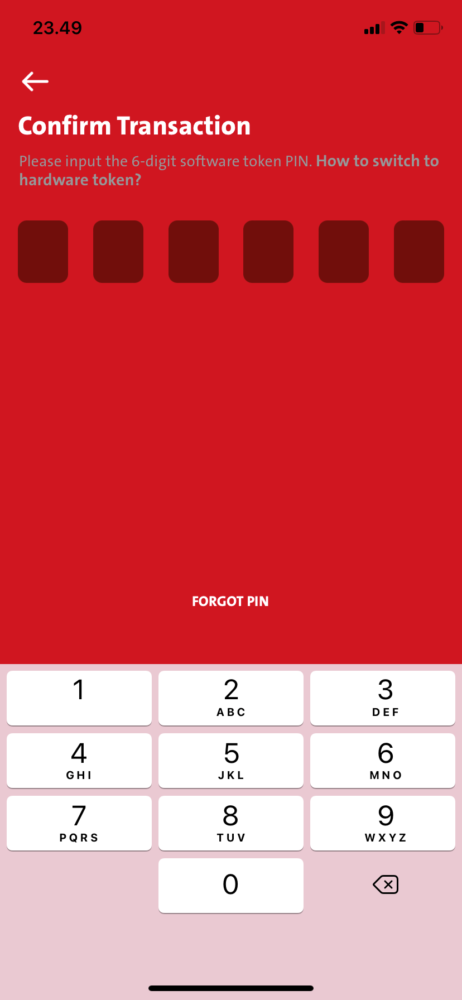 23.49
Confirm Transaction
Please input the 6-digit software token PIN. How to switch to
hardware token?
FORGOT PIN
1 2 3
ABC DEF
4 5 6
GHI JKL MNO
7 8 9
PQRS TUV WXYZ
0